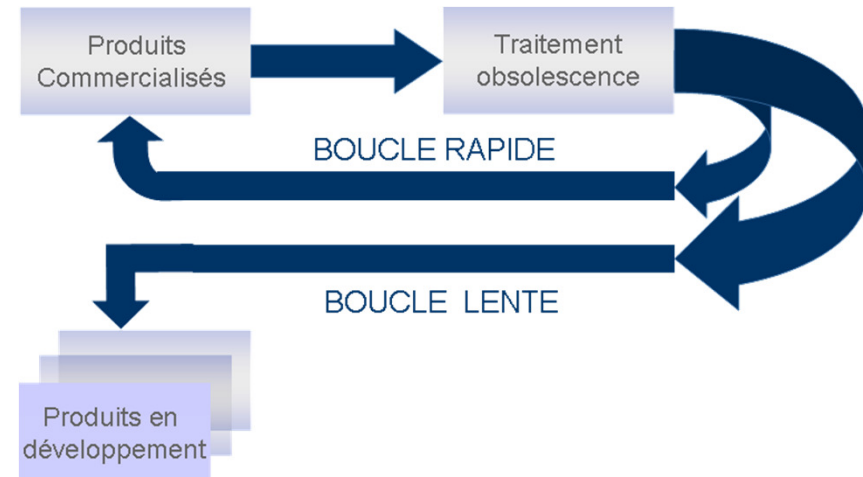 Produits
Commercialisés
Traitement
obsolescence
BOUCLE RAPIDE
BOUCLE LENTE
Produits en
développement